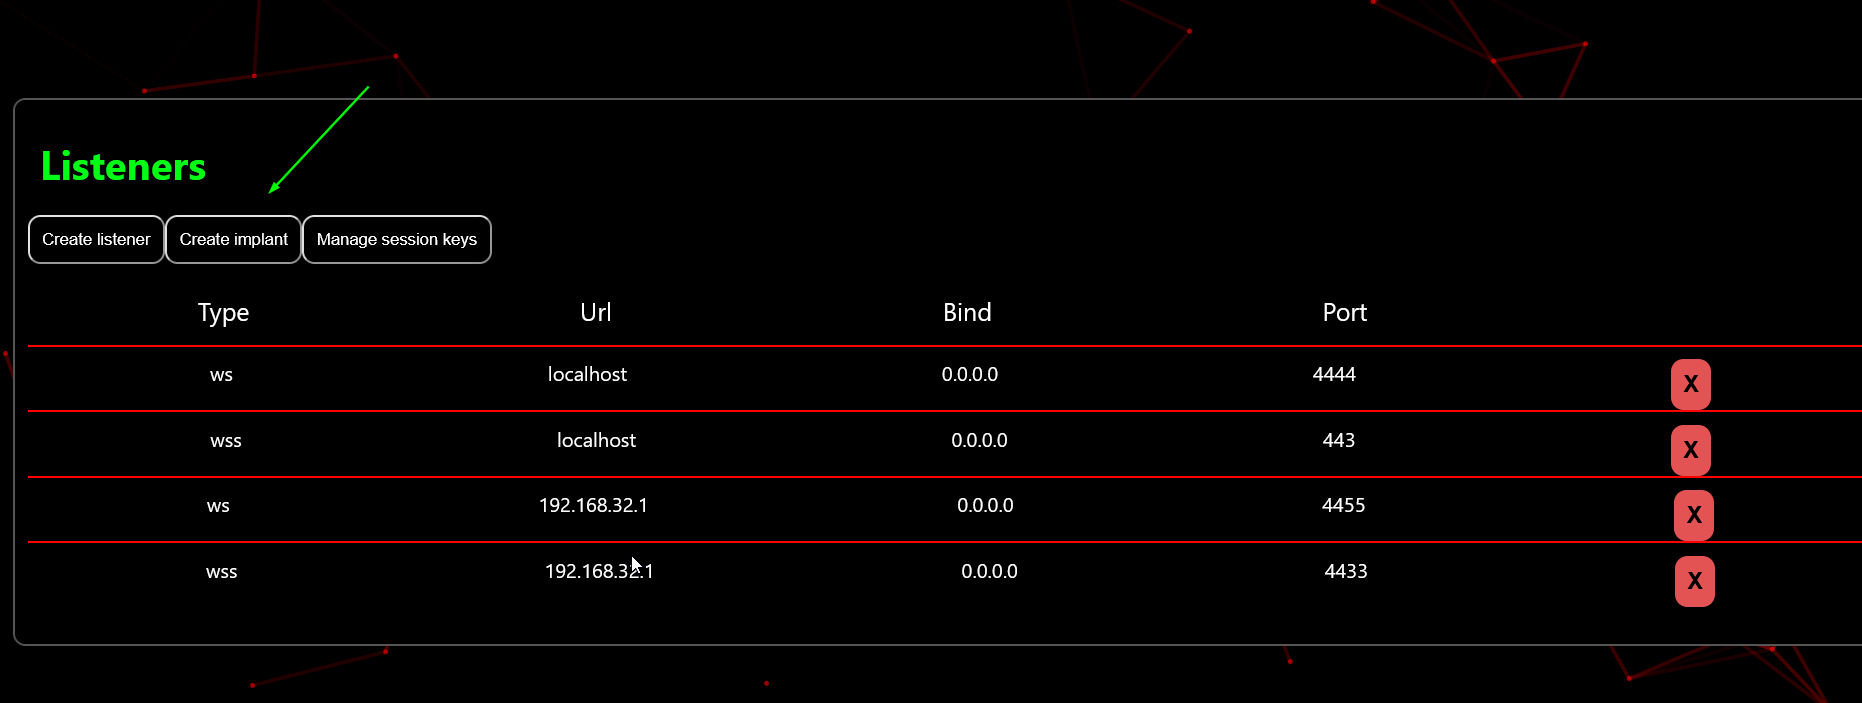 Listeners
Create listener Create implant Manage session keys
Type Url Bind Port
ws localhost 0.0.0.0 4444 X
wss localhost 0.0.0.0 443 X
ws 192.168.32.1 0.0.0.0 4455 X
wss 192.168.32.1 0.0.0.0 4433 X